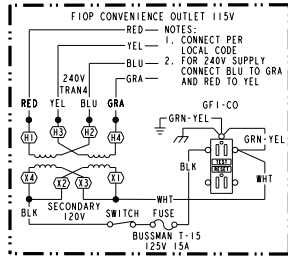 FIOP CONVENIENCE OUTLET 115V
RED
NOTES:
YEL
1. CONNECT PER
LOCAL CODE
BLU
2. FOR 240V SUPPLY
CONNECT BLU TO GRA
AND RED TO YEL
GRA
240V
TRAN4
RED YEL BLU GRA
H1 H3 H2 H4
X4 X2 X3 X1
SECONDARY
120V
BLK
WHT
SWITCH FUSE
BUSSMAN T-15
125V 15A
GFI-CO
GRN-YEL
GRN-YEL
BLK
TEST
RESET
WHT